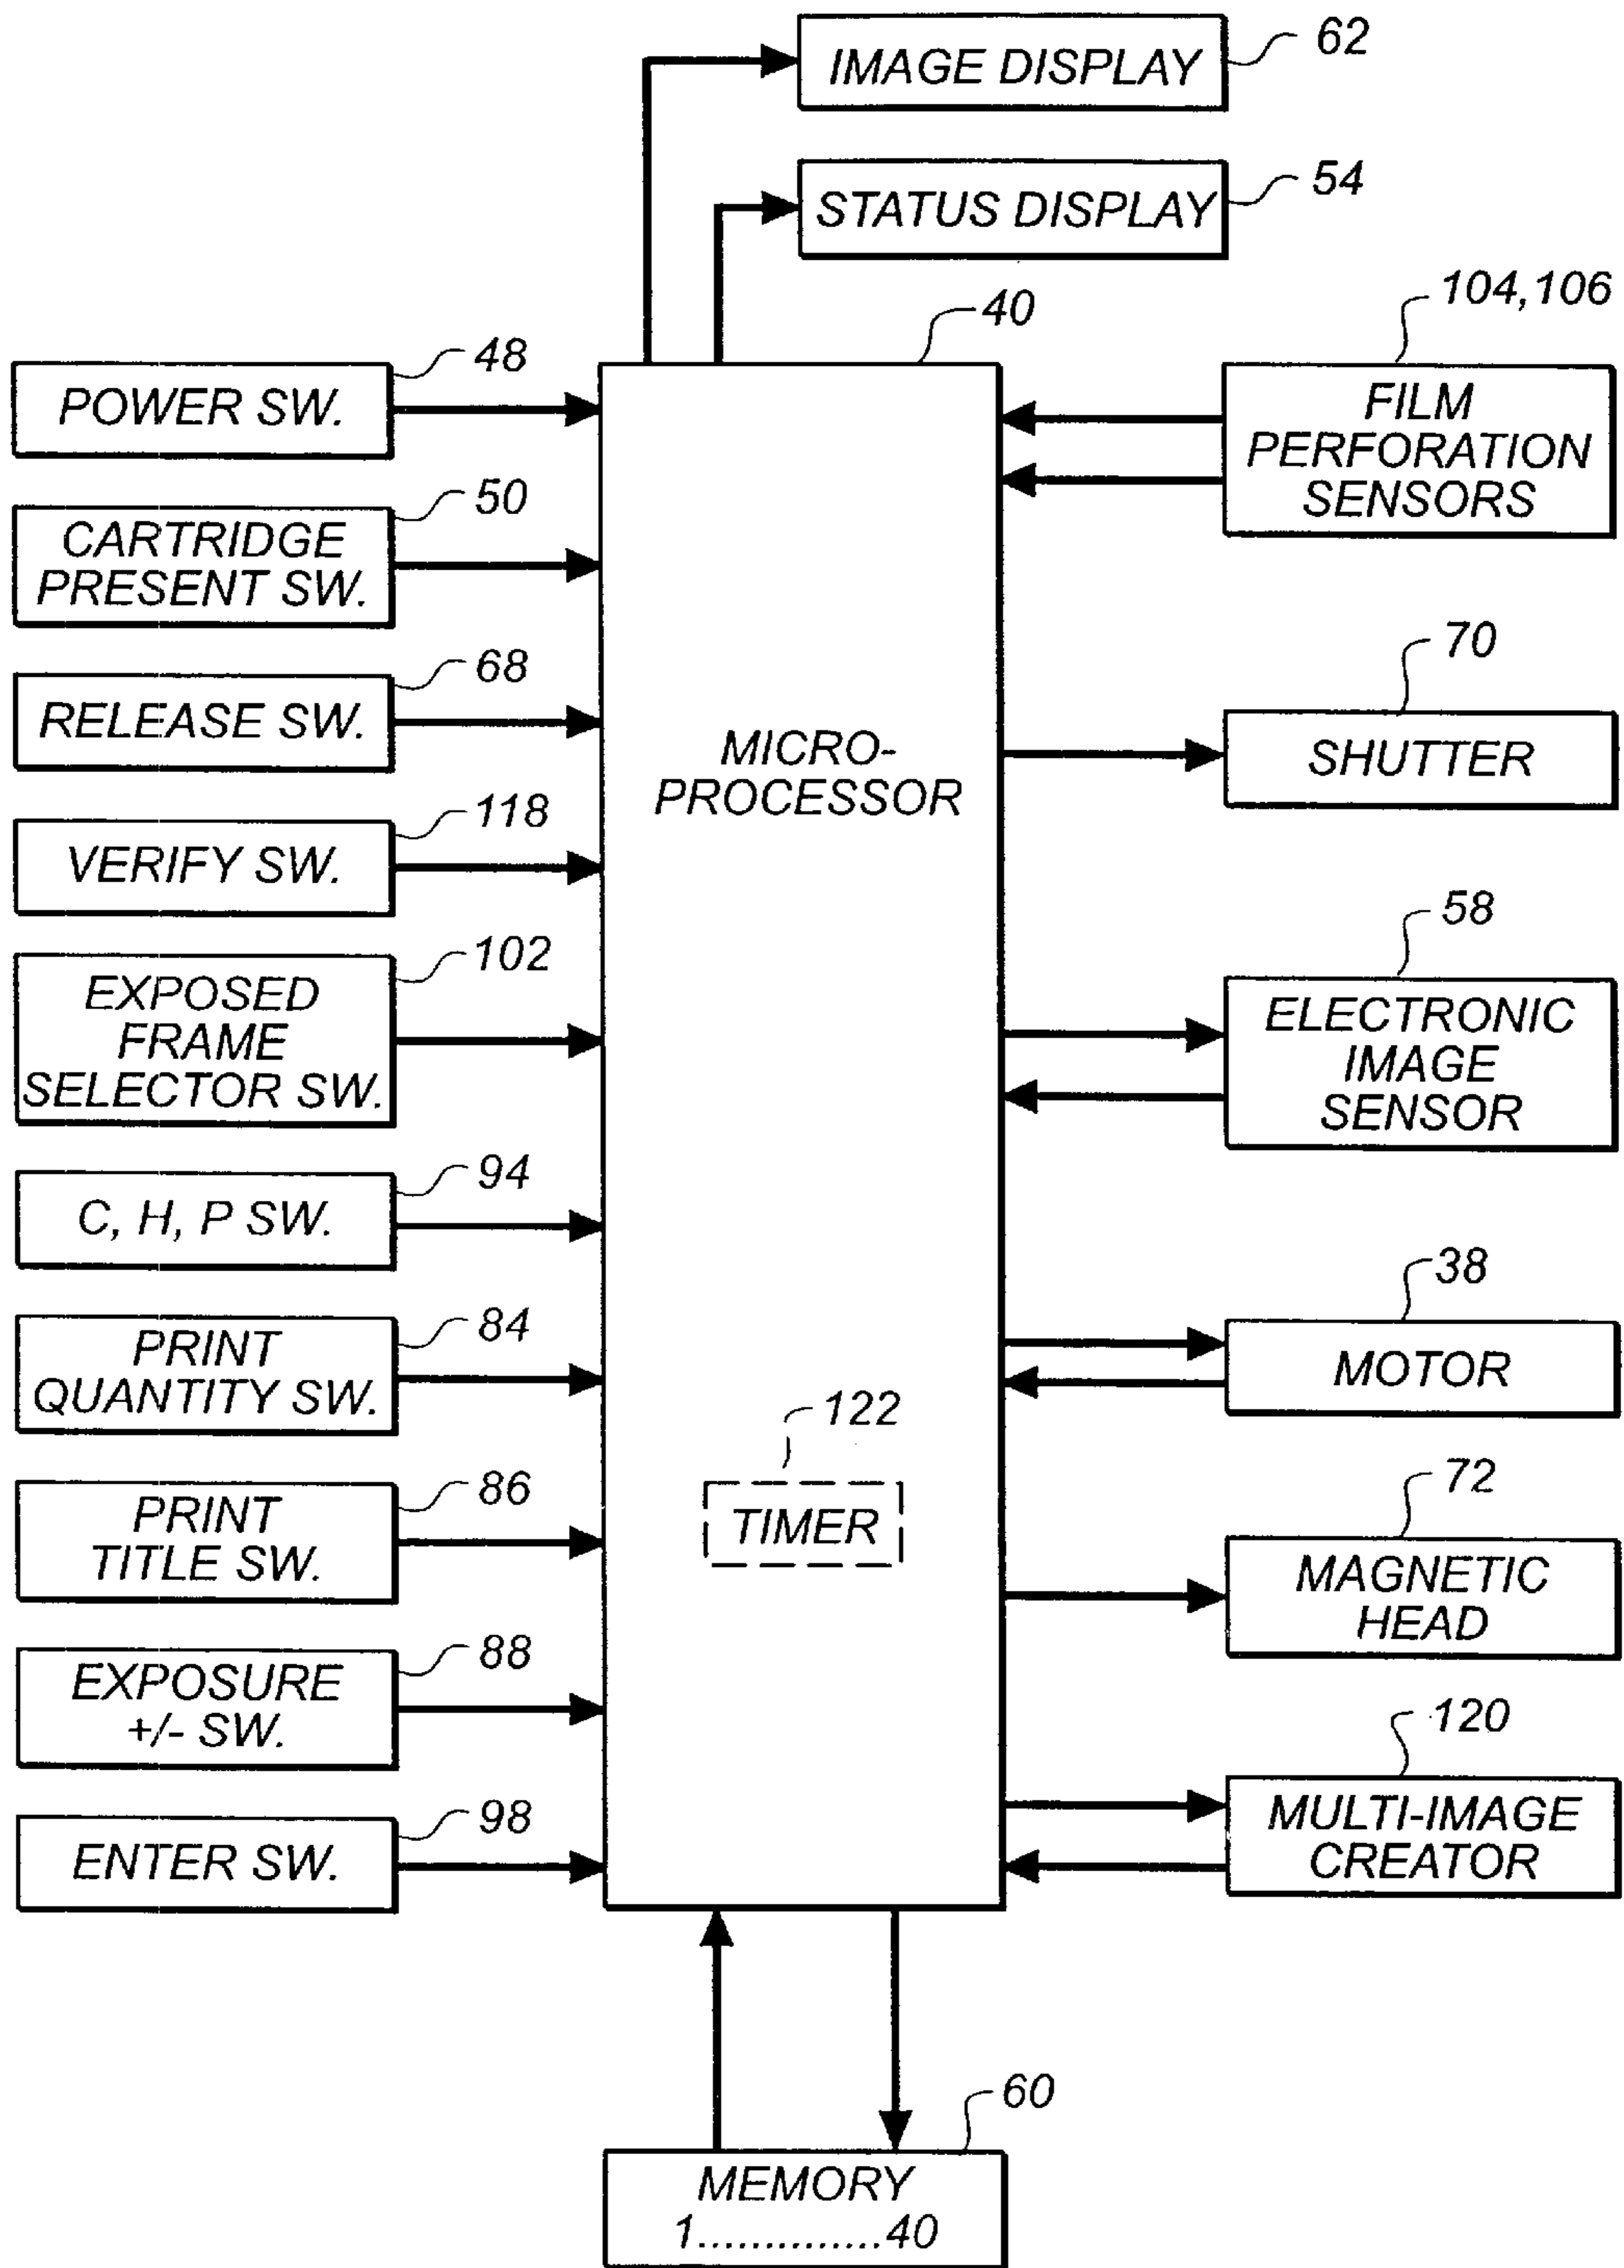 IMAGE DISPLAY
62
STATUS DISPLAY
54
40
104,106
48
POWER SW.
FILM
PERFORATION
SENSORS
50
CARTRIDGE
PRESENT SW.
68
RELEASE SW.
MICRO-
PROCESSOR
70
SHUTTER
118
VERIFY SW.
102
EXPOSED
FRAME
SELECTOR SW.
58
ELECTRONIC
IMAGE
SENSOR
94
C, H, P SW.
84
PRINT
QUANTITY SW.
38
MOTOR
122
TIMER
86
PRINT
TITLE SW.
72
MAGNETIC
HEAD
88
EXPOSURE
+/- SW.
120
MULTI-IMAGE
CREATOR
98
ENTER SW.
60
MEMORY
1..............40